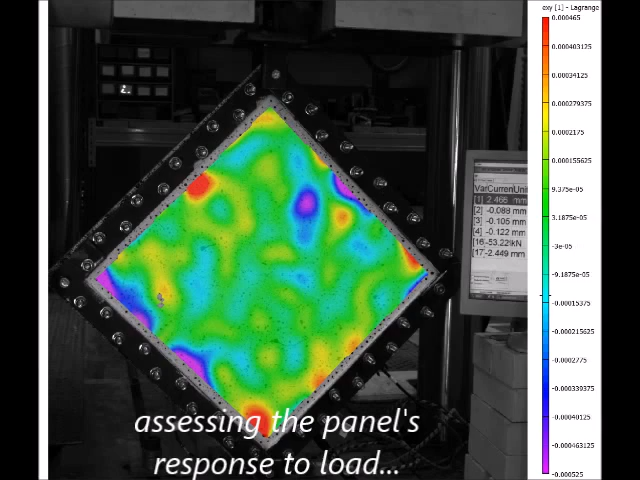 exy [1] - Lagrange
0.000465
0.000403125
0.00034125
0.000279375
0.0002175
0.000155625
9.375e-05
3.1875e-05
-3e-05
-9.1875e-05
-0.00015375
-0.000215625
-0.0002775
-0.000339375
-0.00040125
-0.000463125
-0.000525
VarCurrenUnit
[1] 2.466 mm
[2] -0.088 mm
[3] -0.105 mm
[4] -0.122 mm
[16-53.22kN
[17-2.449 mm
assessing the panel's
response to load...